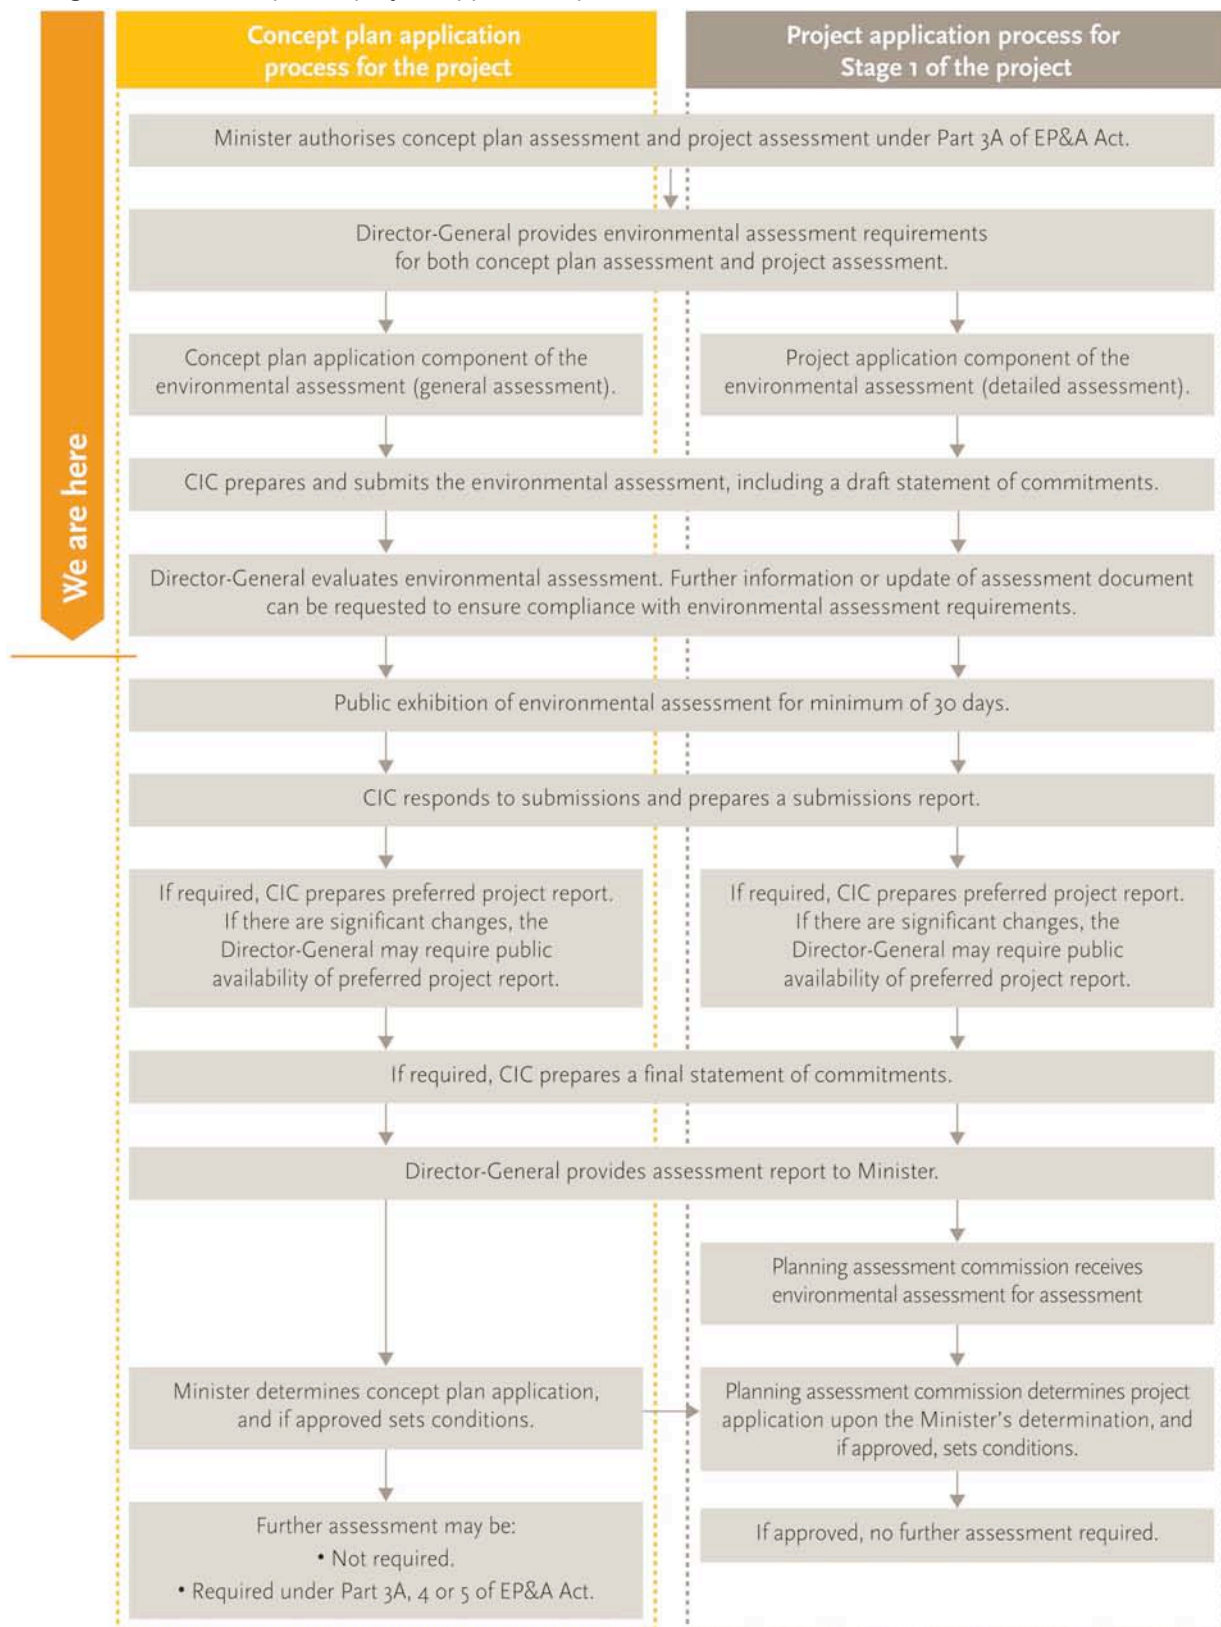 Concept plan application
process for the project
Project application process for
Stage 1 of the project
We are here
Minister authorises concept plan assessment and project assessment under Part 3A of EP&A Act.
Director-General provides environmental assessment requirements
for both concept plan assessment and project assessment.
Concept plan application component of the
environmental assessment (general assessment).
Project application component of the
environmental assessment (detailed assessment).
CIC prepares and submits the environmental assessment, including a draft statement of commitments.
Director-General evaluates environmental assessment. Further information or update of assessment document
can be requested to ensure compliance with environmental assessment requirements.
Public exhibition of environmental assessment for minimum of 30 days.
CIC responds to submissions and prepares a submissions report.
If required, CIC prepares preferred project report.
If there are significant changes, the
Director-General may require public
availability of preferred project report.
If required, CIC prepares preferred project report.
If there are significant changes, the
Director-General may require public
availability of preferred project report.
If required, CIC prepares a final statement of commitments.
Director-General provides assessment report to Minister.
Planning assessment commission receives
environmental assessment for assessment
Minister determines concept plan application,
and if approved sets conditions.
Planning assessment commission determines project
application upon the Minister's determination, and
if approved, sets conditions.
Further assessment may be:
• Not required.
• Required under Part 3A, 4 or 5 of EP&A Act.
If approved, no further assessment required.